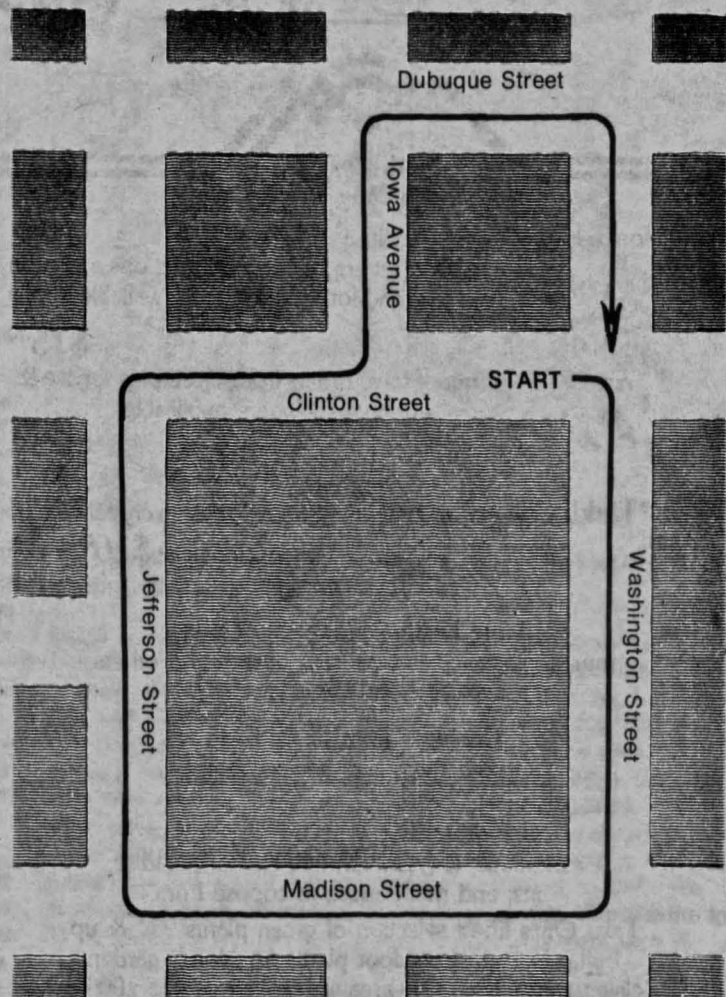 Dubuque Street
Iowa Avenue
START
Clinton Street
Jefferson Street
Washington Street
Madison Street